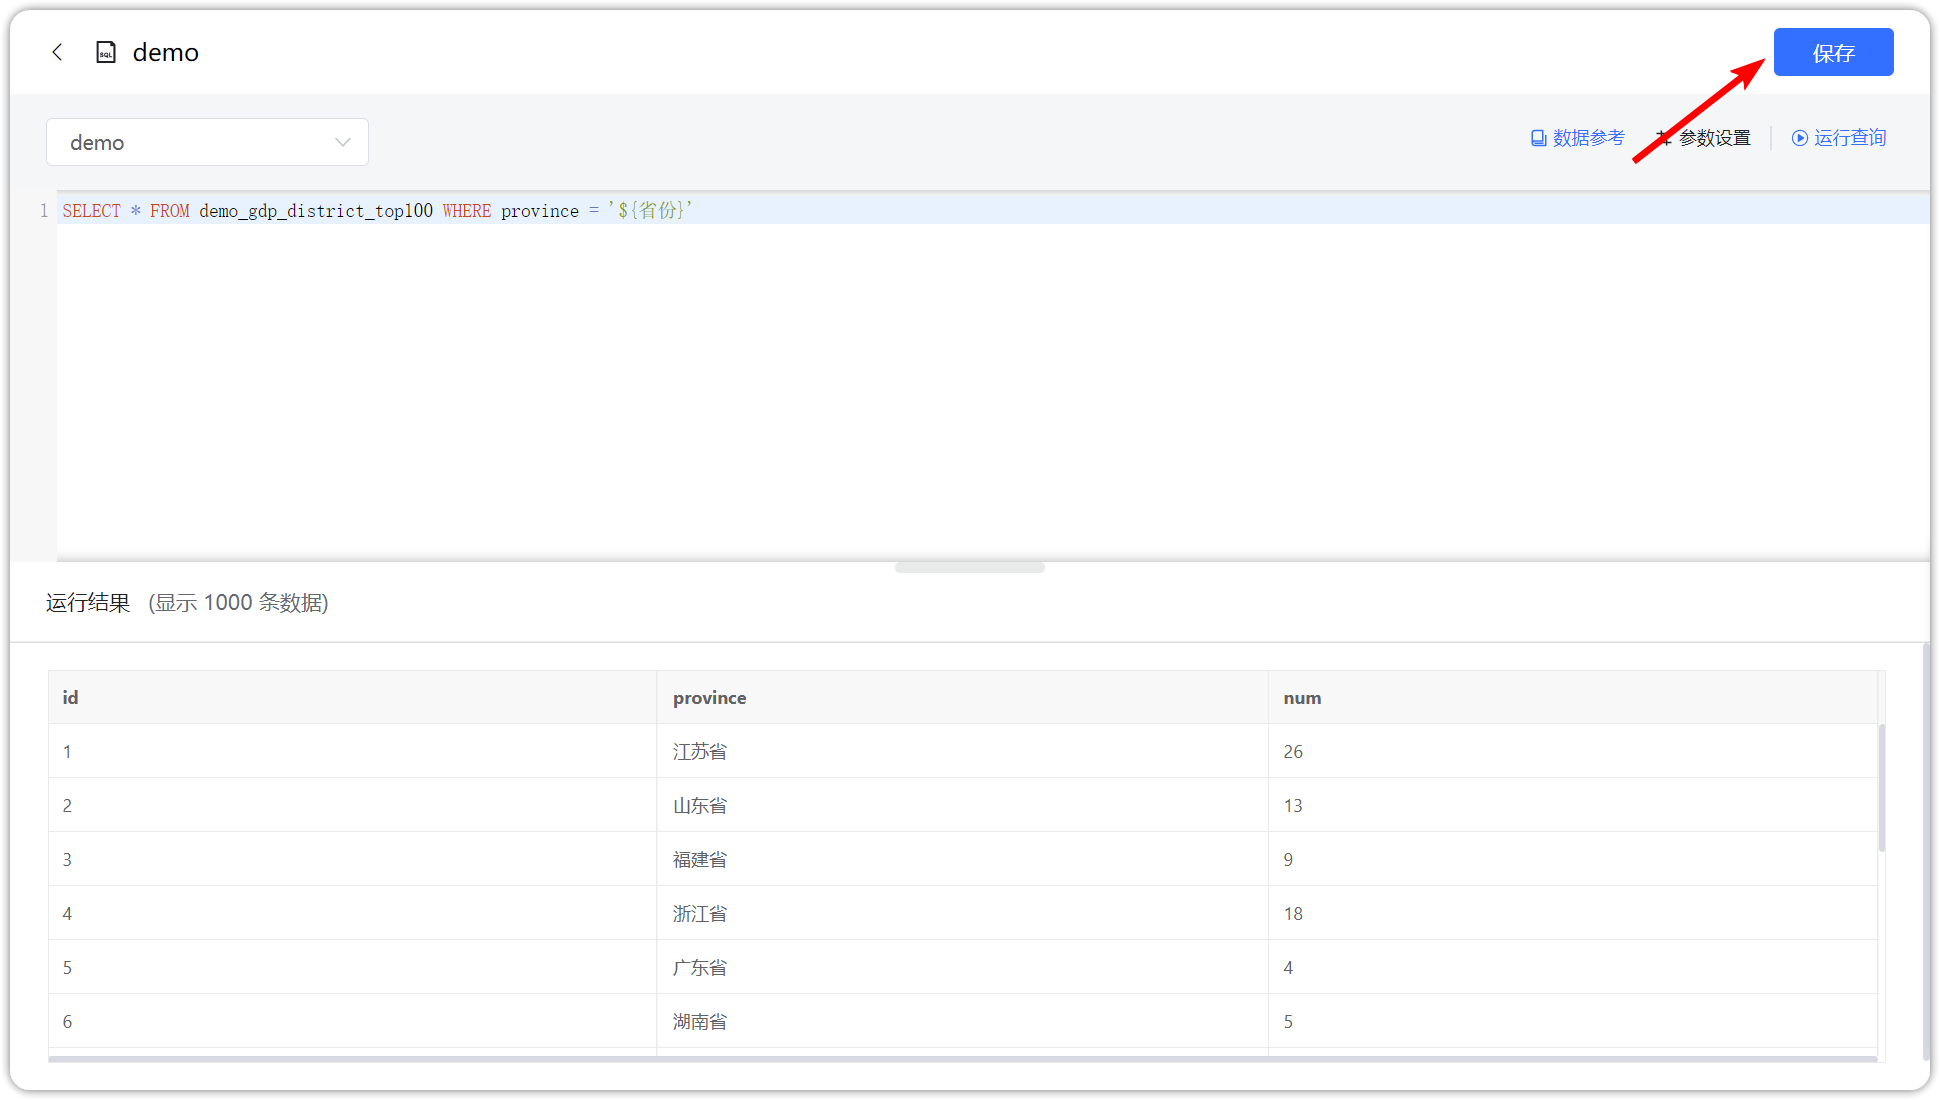 demo
保存
demo
数据参考 参数设置 运行查询
1 SELECT * FROM demo_gdp_district_top100 WHERE province = '${省份}'
运行结果 (显示 1000 条数据)
id province num
1 江苏省 26
2 山东省 13
3 福建省 9
4 浙江省 18
5 广东省 4
6 湖南省 5